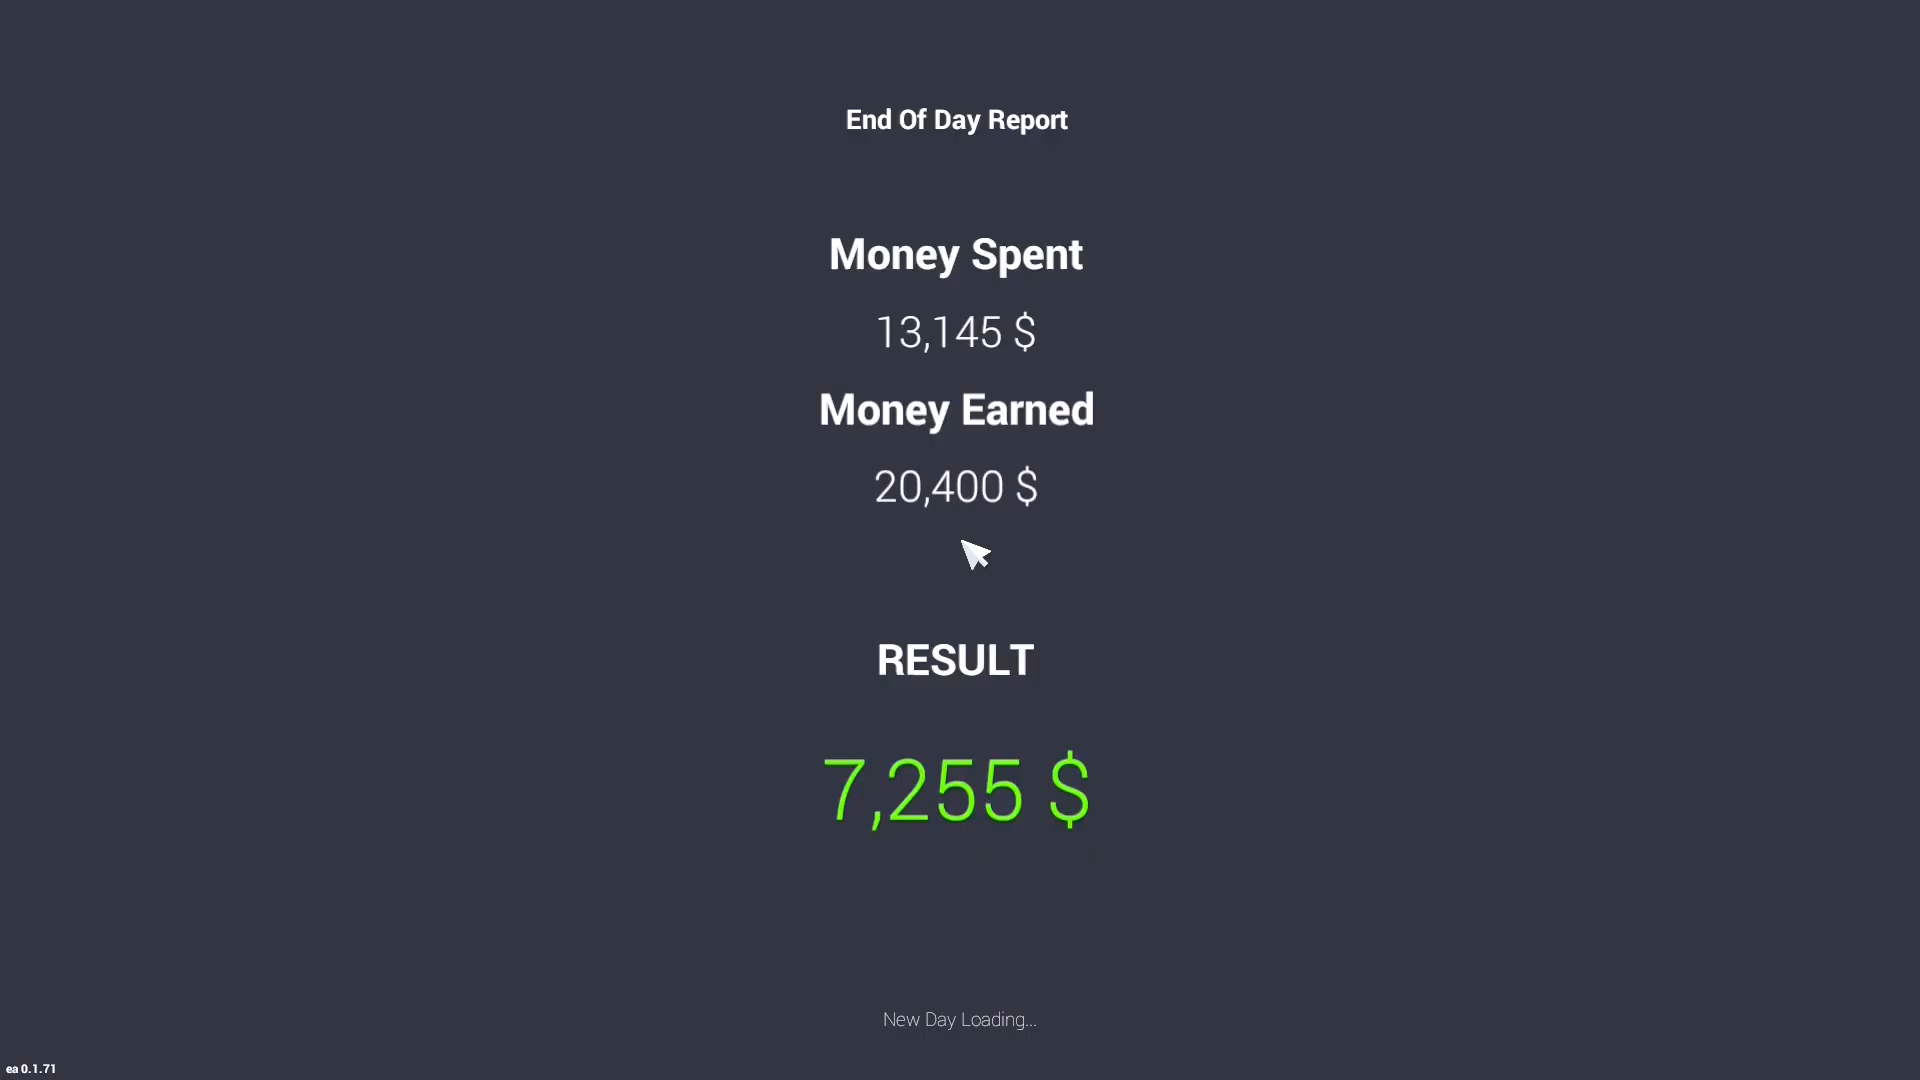 End Of Day Report
Money Spent
13,145 $
Money Earned
20,400 $
RESULT
7,255 $
New Day Loading...
ea 0.1.71